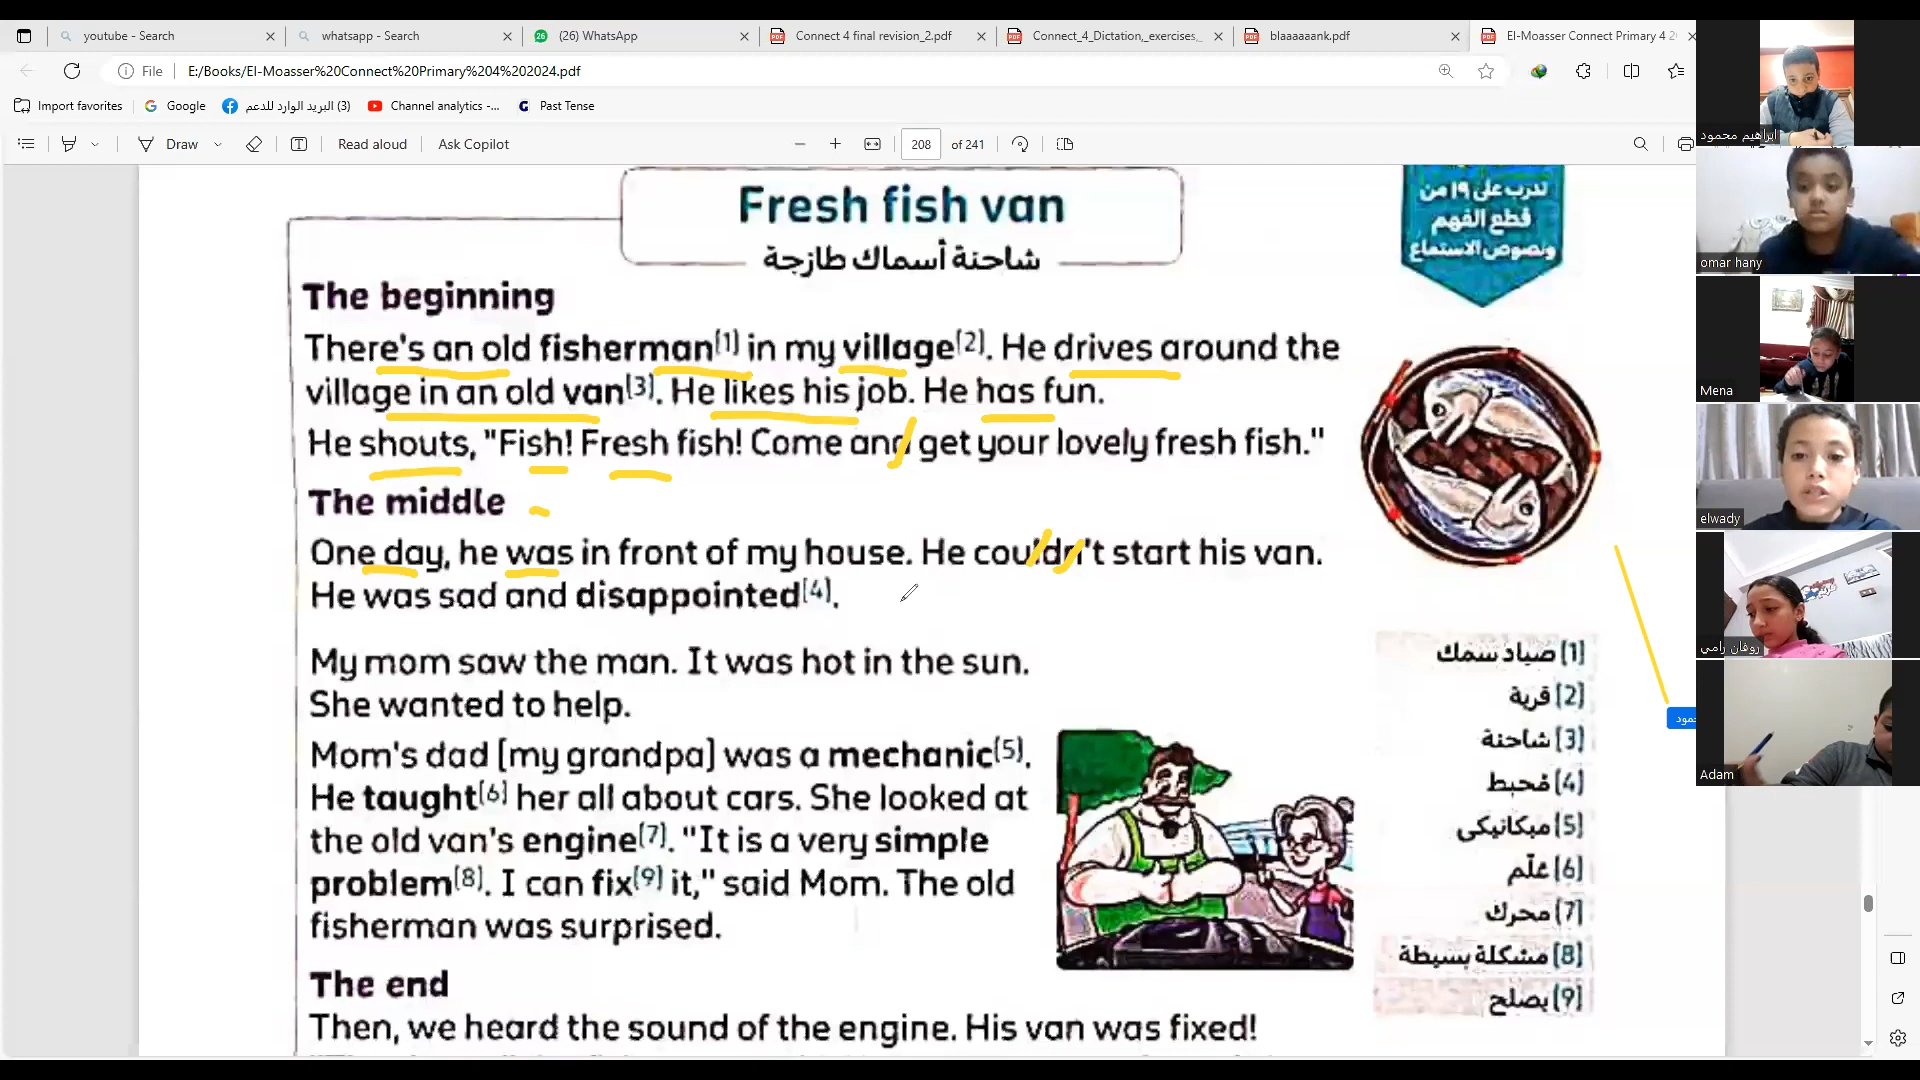 youtube - Search
whatsapp - Search
(26) WhatsApp
Connect 4 final revision_2.pdf
Connect_4_Dictation,_exercises,_
blaaaaaank.pdf
El-Moasser Connect Primary 4 2
File
E:/Books/El-Moasser%20Connect%20Primary%204%202024.pdf
Import favorites
Google
(3) البريد الوارد للدعم
Channel analytics -...
Past Tense
Draw
Read aloud
Ask Copilot
208
of 241
Fresh fish van
شاحنة أسماك طازجة
تدرب على ١٩ من
قطع الفهم
ونصوص الاستماع
The beginning
There's an old fisherman[1] in my village[2]. He drives around the
village in an old van[3]. He likes his job. He has fun.
He shouts, "Fish! Fresh fish! Come and get your lovely fresh fish."
The middle
One day, he was in front of my house. He couldn't start his van.
He was sad and disappointed[4].
My mom saw the man. It was hot in the sun.
She wanted to help.
Mom's dad [my grandpa] was a mechanic[5].
He taught[6] her all about cars. She looked at
the old van's engine[7]. "It is a very simple
problem[8]. I can fix[9] it," said Mom. The old
fisherman was surprised.
The end
Then, we heard the sound of the engine. His van was fixed!
[1] صياد سمك
[2] قرية
[3] شاحنة
[4] مُحبط
[5] ميكانيكى
[6] علّم
[7] محرك
[8] مشكلة بسيطة
[9] يصلح
ابراهيم محمود
omar hany
Mena
elwady
روفان رامي
Adam